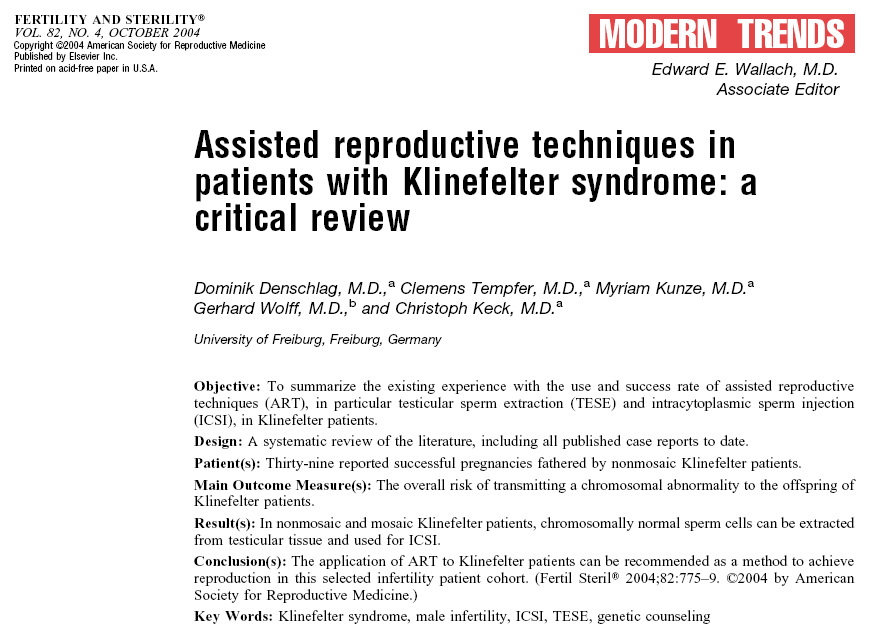 FERTILITY AND STERILITY®
VOL. 82, NO. 4, OCTOBER 2004
Copyright ©2004 American Society for Reproductive Medicine
Published by Elsevier Inc.
Printed on acid-free paper in U.S.A.
MODERN TRENDS
Edward E. Wallach, M.D.
Associate Editor
Assisted reproductive techniques in
patients with Klinefelter syndrome: a
critical review
Dominik Denschlag, M.D.,a Clemens Tempfer, M.D.,a Myriam Kunze, M.D.a
Gerhard Wolff, M.D.,b and Christoph Keck, M.D.a
University of Freiburg, Freiburg, Germany
Objective: To summarize the existing experience with the use and success rate of assisted reproductive
techniques (ART), in particular testicular sperm extraction (TESE) and intracytoplasmic sperm injection
(ICSI), in Klinefelter patients.
Design: A systematic review of the literature, including all published case reports to date.
Patient(s): Thirty-nine reported successful pregnancies fathered by nonmosaic Klinefelter patients.
Main Outcome Measure(s): The overall risk of transmitting a chromosomal abnormality to the offspring of
Klinefelter patients.
Result(s): In nonmosaic and mosaic Klinefelter patients, chromosomally normal sperm cells can be extracted
from testicular tissue and used for ICSI.
Conclusion(s): The application of ART to Klinefelter patients can be recommended as a method to achieve
reproduction in this selected infertility patient cohort. (Fertil Steril® 2004;82:775–9. ©2004 by American
Society for Reproductive Medicine.)
Key Words: Klinefelter syndrome, male infertility, ICSI, TESE, genetic counseling